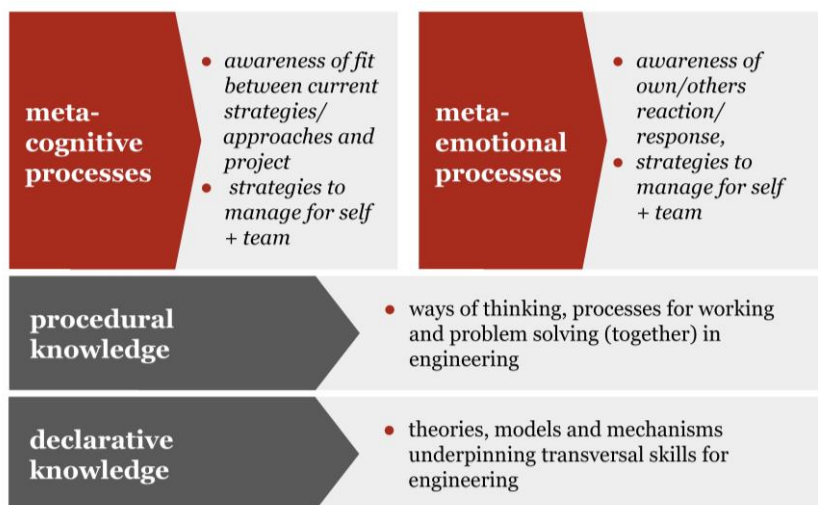 meta-
cognitive
processes
● awareness of fit
between current
strategies/
approaches and
project
● strategies to
manage for self
+ team
meta-
emotional
processes
● awareness of
own/others
reaction/
response,
● strategies to
manage for self
+ team
procedural
knowledge
● ways of thinking, processes for working
and problem solving (together) in
engineering
declarative
knowledge
● theories, models and mechanisms
underpinning transversal skills for
engineering